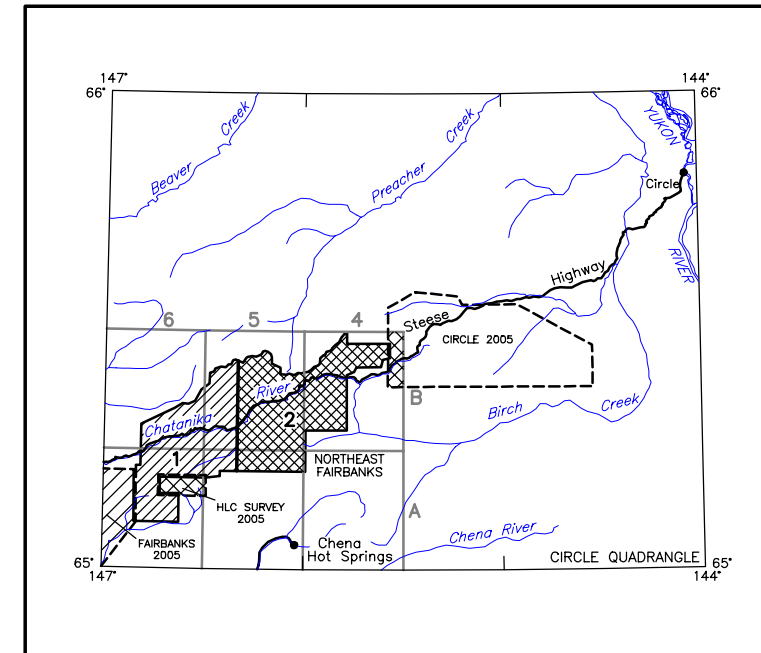 147°
144°
66°
66°
YUKON
Beaver Creek
Preacher Creek
Circle
RIVER
Highway
6
5
4
Steese
CIRCLE 2005
River
B
Birch Creek
2
Chatanika
1
NORTHEAST
FAIRBANKS
HLC SURVEY
2005
A
Chena River
FAIRBANKS
2005
Chena
Hot Springs
CIRCLE QUADRANGLE
65°
65°
147°
144°